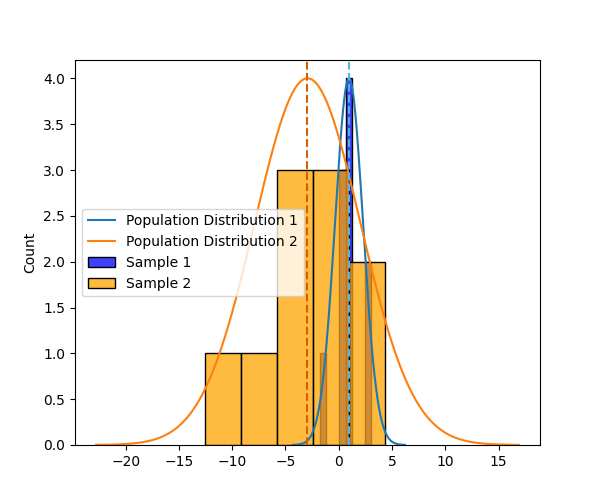 4.0
3.5
3.0
2.5
2.0
1.5
1.0
0.5
0.0
Count
Population Distribution 1
Population Distribution 2
Sample 1
Sample 2
−20 −15 −10 −5 0 5 10 15